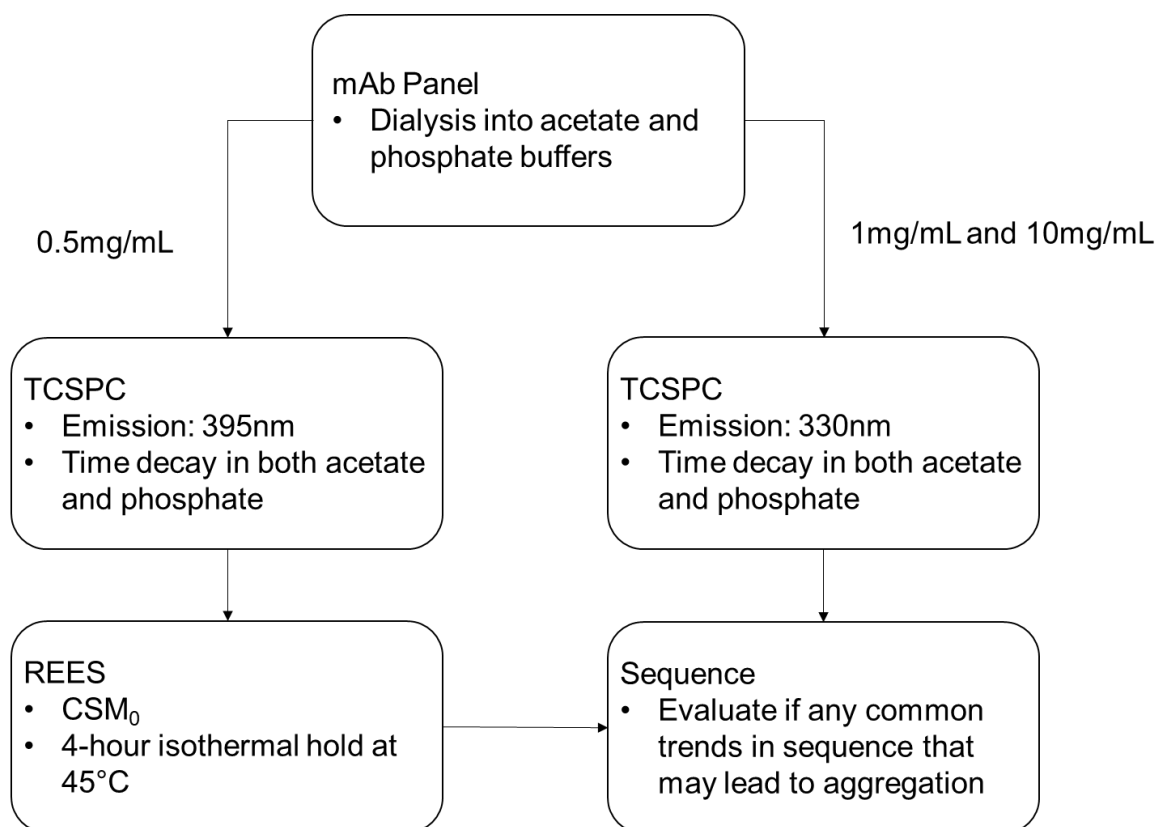 mAb Panel
• Dialysis into acetate and
phosphate buffers
0.5mg/mL
1mg/mL and 10mg/mL
TCSPC
• Emission: 395nm
• Time decay in both acetate
and phosphate
TCSPC
• Emission: 330nm
• Time decay in both acetate
and phosphate
REES
• CSM₀
• 4-hour isothermal hold at
45°C
Sequence
• Evaluate if any common
trends in sequence that
may lead to aggregation